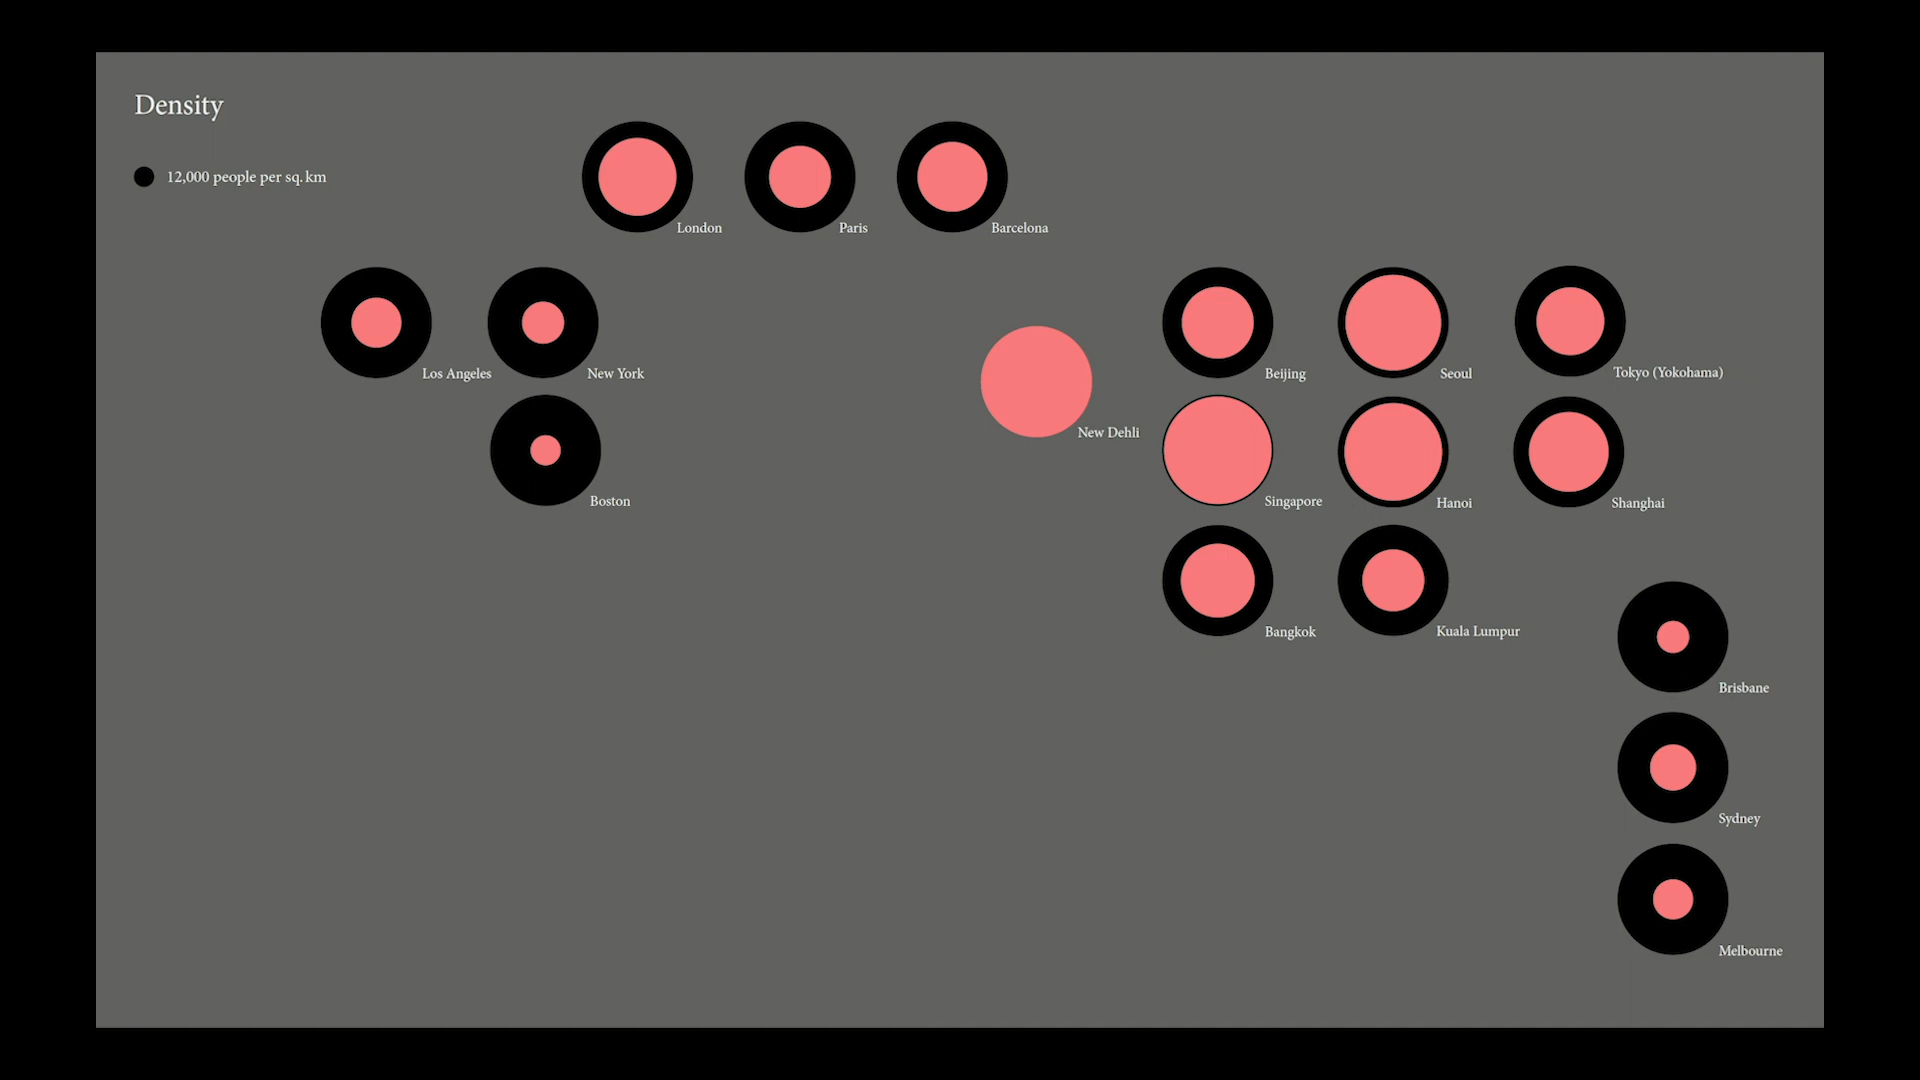 Density
12,000 people per sq. km
London
Paris
Barcelona
Los Angeles
New York
Boston
New Dehli
Beijing
Seoul
Tokyo (Yokohama)
Singapore
Hanoi
Shanghai
Bangkok
Kuala Lumpur
Brisbane
Sydney
Melbourne